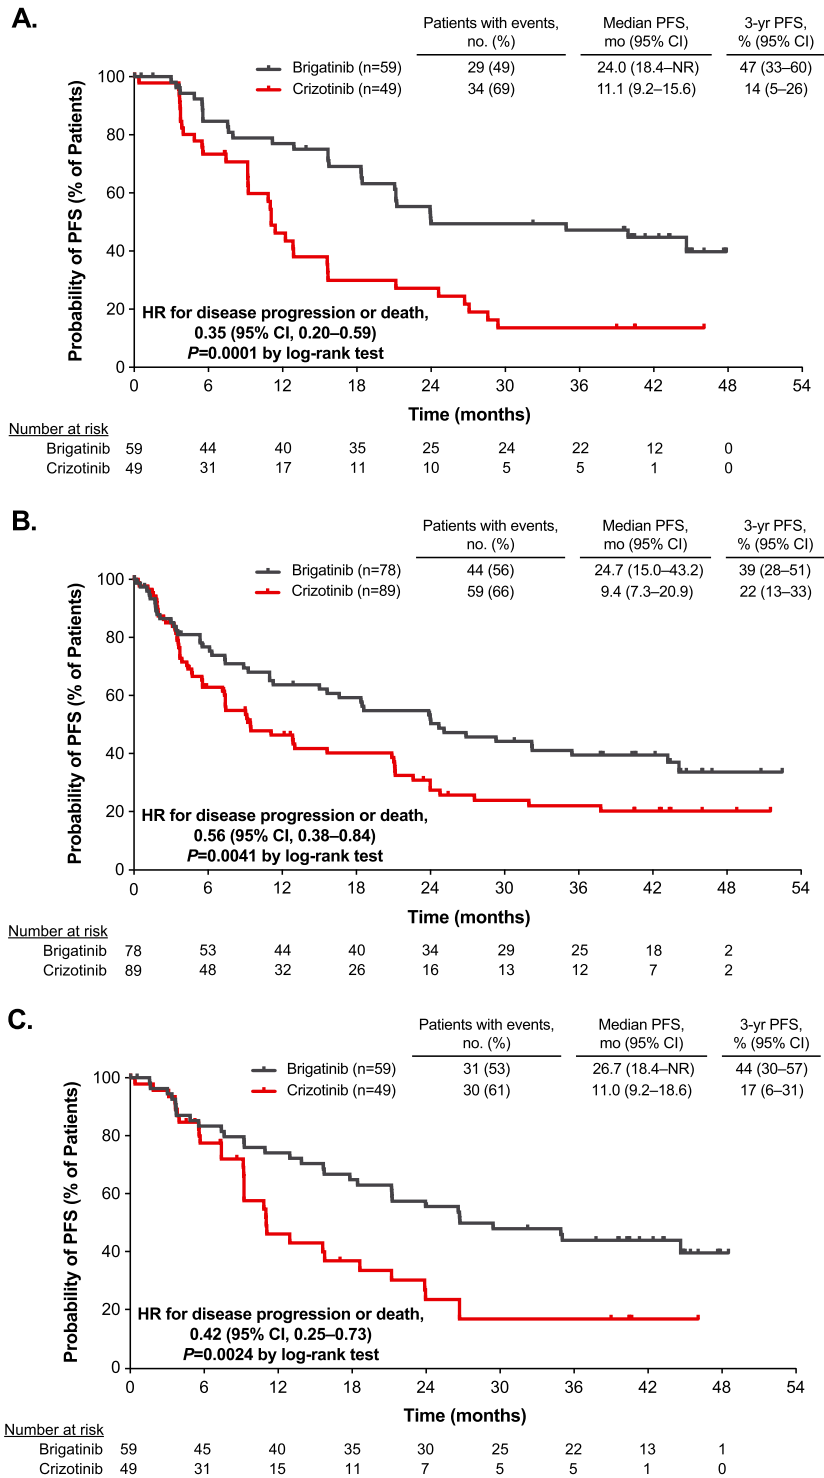 A.
Patients with events, no. (%) Median PFS, mo (95% CI) 3-yr PFS, % (95% CI)
Brigatinib (n=59) 29 (49) 24.0 (18.4–NR) 47 (33–60)
Crizotinib (n=49) 34 (69) 11.1 (9.2–15.6) 14 (5–26)
Probability of PFS (% of Patients)
100
80
60
40
20
0
HR for disease progression or death,
0.35 (95% CI, 0.20–0.59)
P=0.0001 by log-rank test
0 6 12 18 24 30 36 42 48 54
Time (months)
Number at risk
Brigatinib 59 44 40 35 25 24 22 12 0
Crizotinib 49 31 17 11 10 5 5 1 0
B.
Patients with events, no. (%) Median PFS, mo (95% CI) 3-yr PFS, % (95% CI)
Brigatinib (n=78) 44 (56) 24.7 (15.0–43.2) 39 (28–51)
Crizotinib (n=89) 59 (66) 9.4 (7.3–20.9) 22 (13–33)
Probability of PFS (% of Patients)
100
80
60
40
20
0
HR for disease progression or death,
0.56 (95% CI, 0.38–0.84)
P=0.0041 by log-rank test
0 6 12 18 24 30 36 42 48 54
Time (months)
Number at risk
Brigatinib 78 53 44 40 34 29 25 18 2
Crizotinib 89 48 32 26 16 13 12 7 2
C.
Patients with events, no. (%) Median PFS, mo (95% CI) 3-yr PFS, % (95% CI)
Brigatinib (n=59) 31 (53) 26.7 (18.4–NR) 44 (30–57)
Crizotinib (n=49) 30 (61) 11.0 (9.2–18.6) 17 (6–31)
Probability of PFS (% of Patients)
100
80
60
40
20
0
HR for disease progression or death,
0.42 (95% CI, 0.25–0.73)
P=0.0024 by log-rank test
0 6 12 18 24 30 36 42 48 54
Time (months)
Number at risk
Brigatinib 59 45 40 35 30 25 22 13 1
Crizotinib 49 31 15 11 7 5 5 1 0